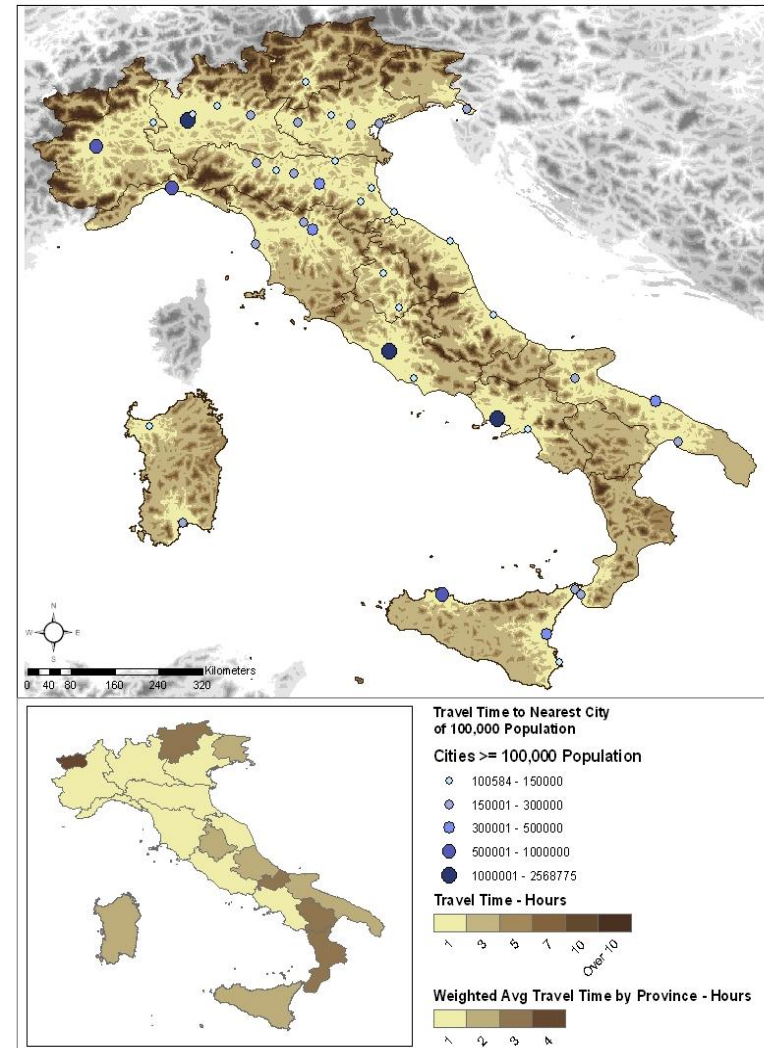 N
W E
S
Kilometers
0 40 80 160 240 320
Travel Time to Nearest City
of 100,000 Population
Cities >= 100,000 Population
100584 - 150000
150001 - 300000
300001 - 500000
500001 - 1000000
1000001 - 2568775
Travel Time - Hours
1 3 5 7 10 Over 10
Weighted Avg Travel Time by Province - Hours
1 2 3 4